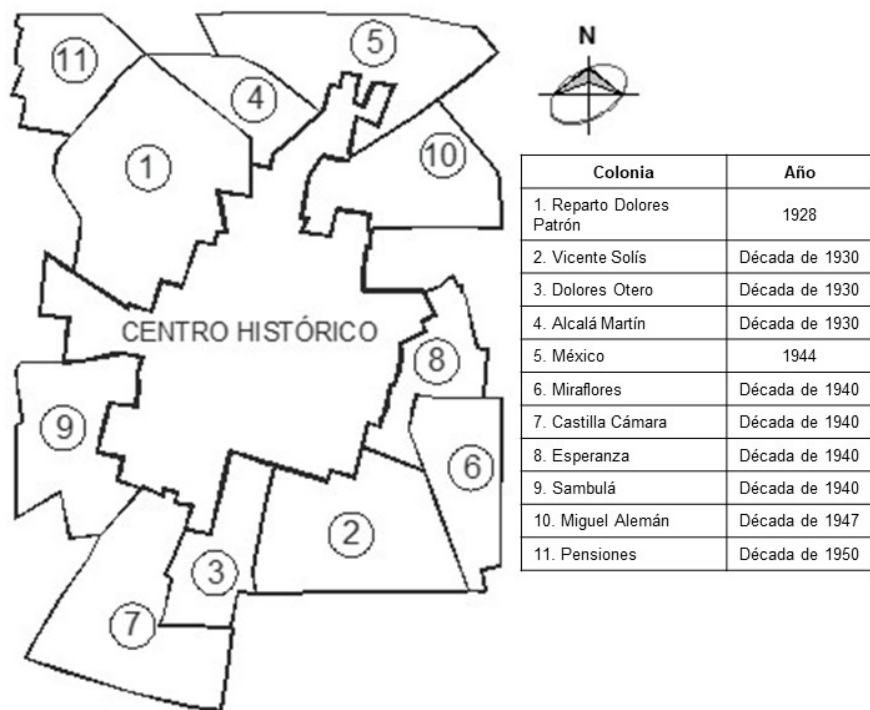 N
11
5
4
1
10
CENTRO HISTÓRICO
8
9
6
2
3
7
Colonia Año
1. Reparto Dolores
Patrón 1928
2. Vicente Solís Década de 1930
3. Dolores Otero Década de 1930
4. Alcalá Martín Década de 1930
5. México 1944
6. Miraflores Década de 1940
7. Castilla Cámara Década de 1940
8. Esperanza Década de 1940
9. Sambulá Década de 1940
10. Miguel Alemán Década de 1947
11. Pensiones Década de 1950